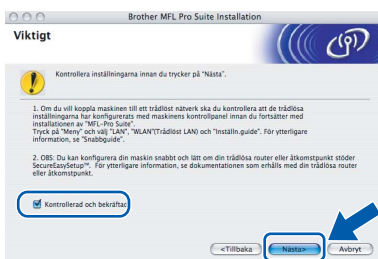 Brother MFL Pro Suite Installation
Viktigt
Kontrollera inställningarna innan du trycker på "Nästa".
1. Om du vill koppla maskinen till ett trådlöst nätverk ska du kontrollera att de trådlösa
inställningarna har konfigurerats med maskinens kontrollpanel innan du fortsätter med
installationen av "MFL-Pro Suite".
Tryck på "Meny" och välj "LAN", "WLAN"(Trådlöst LAN) och "Inställn.guide". För ytterligare
information, se "Snabbguide".
2. OBS: Du kan konfigurera din maskin snabbt och lätt om din trådlösa router eller åtkomstpunkt stöder
SecureEasySetup™. För ytterligare information, se dokumentationen som erhålls med din trådlösa router
eller åtkomstpunkt.
Kontrollerad och bekräftad
<Tillbaka
Nästa>
Avbryt